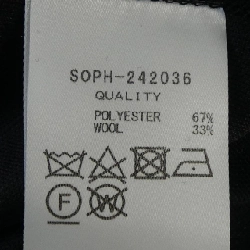 SOPH-242036
QUALITY
POLYESTER 67%
WOOL 33%
F W